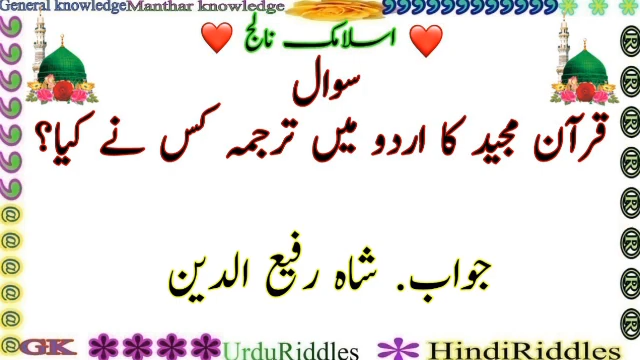 General knowledge Manthar knowledge
اسلامک نالج
سوال
قرآن مجید کا اردو میں ترجمہ کس نے کیا؟
جواب. شاہ رفیع الدین
GK ✱✱✱✱ UrduRiddles ✱ HindiRiddles